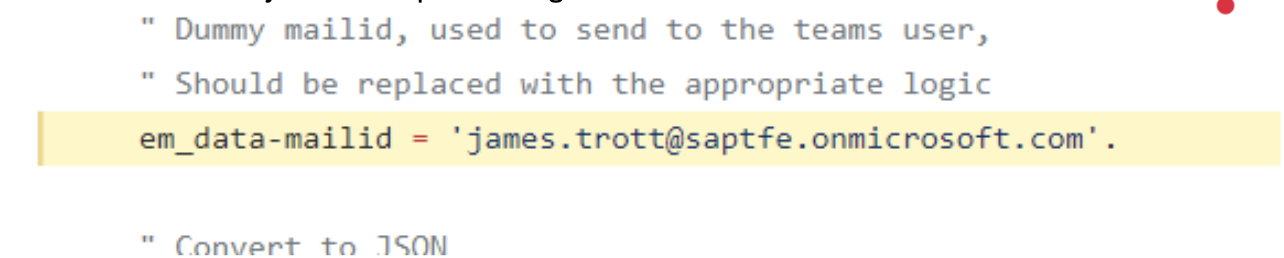 " Dummy mailid, used to send to the teams user,
" Should be replaced with the appropriate logic
em_data-mailid = 'james.trott@saptfe.onmicrosoft.com'.
" Convert to JSON